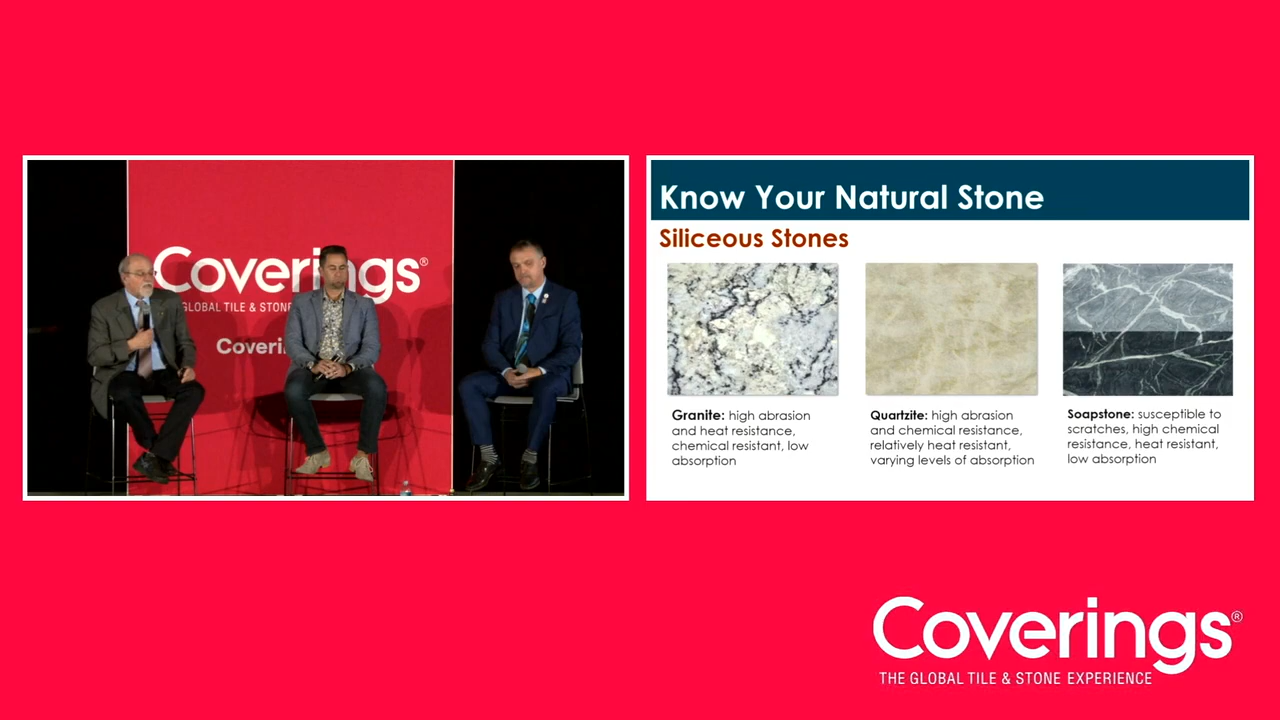 Coverings®
GLOBAL TILE & STONE
Know Your Natural Stone
Siliceous Stones
Granite: high abrasion
and heat resistance,
chemical resistant, low
absorption
Quartzite: high abrasion
and chemical resistance,
relatively heat resistant,
varying levels of absorption
Soapstone: susceptible to
scratches, high chemical
resistance, heat resistant,
low absorption
Coverings®
THE GLOBAL TILE & STONE EXPERIENCE